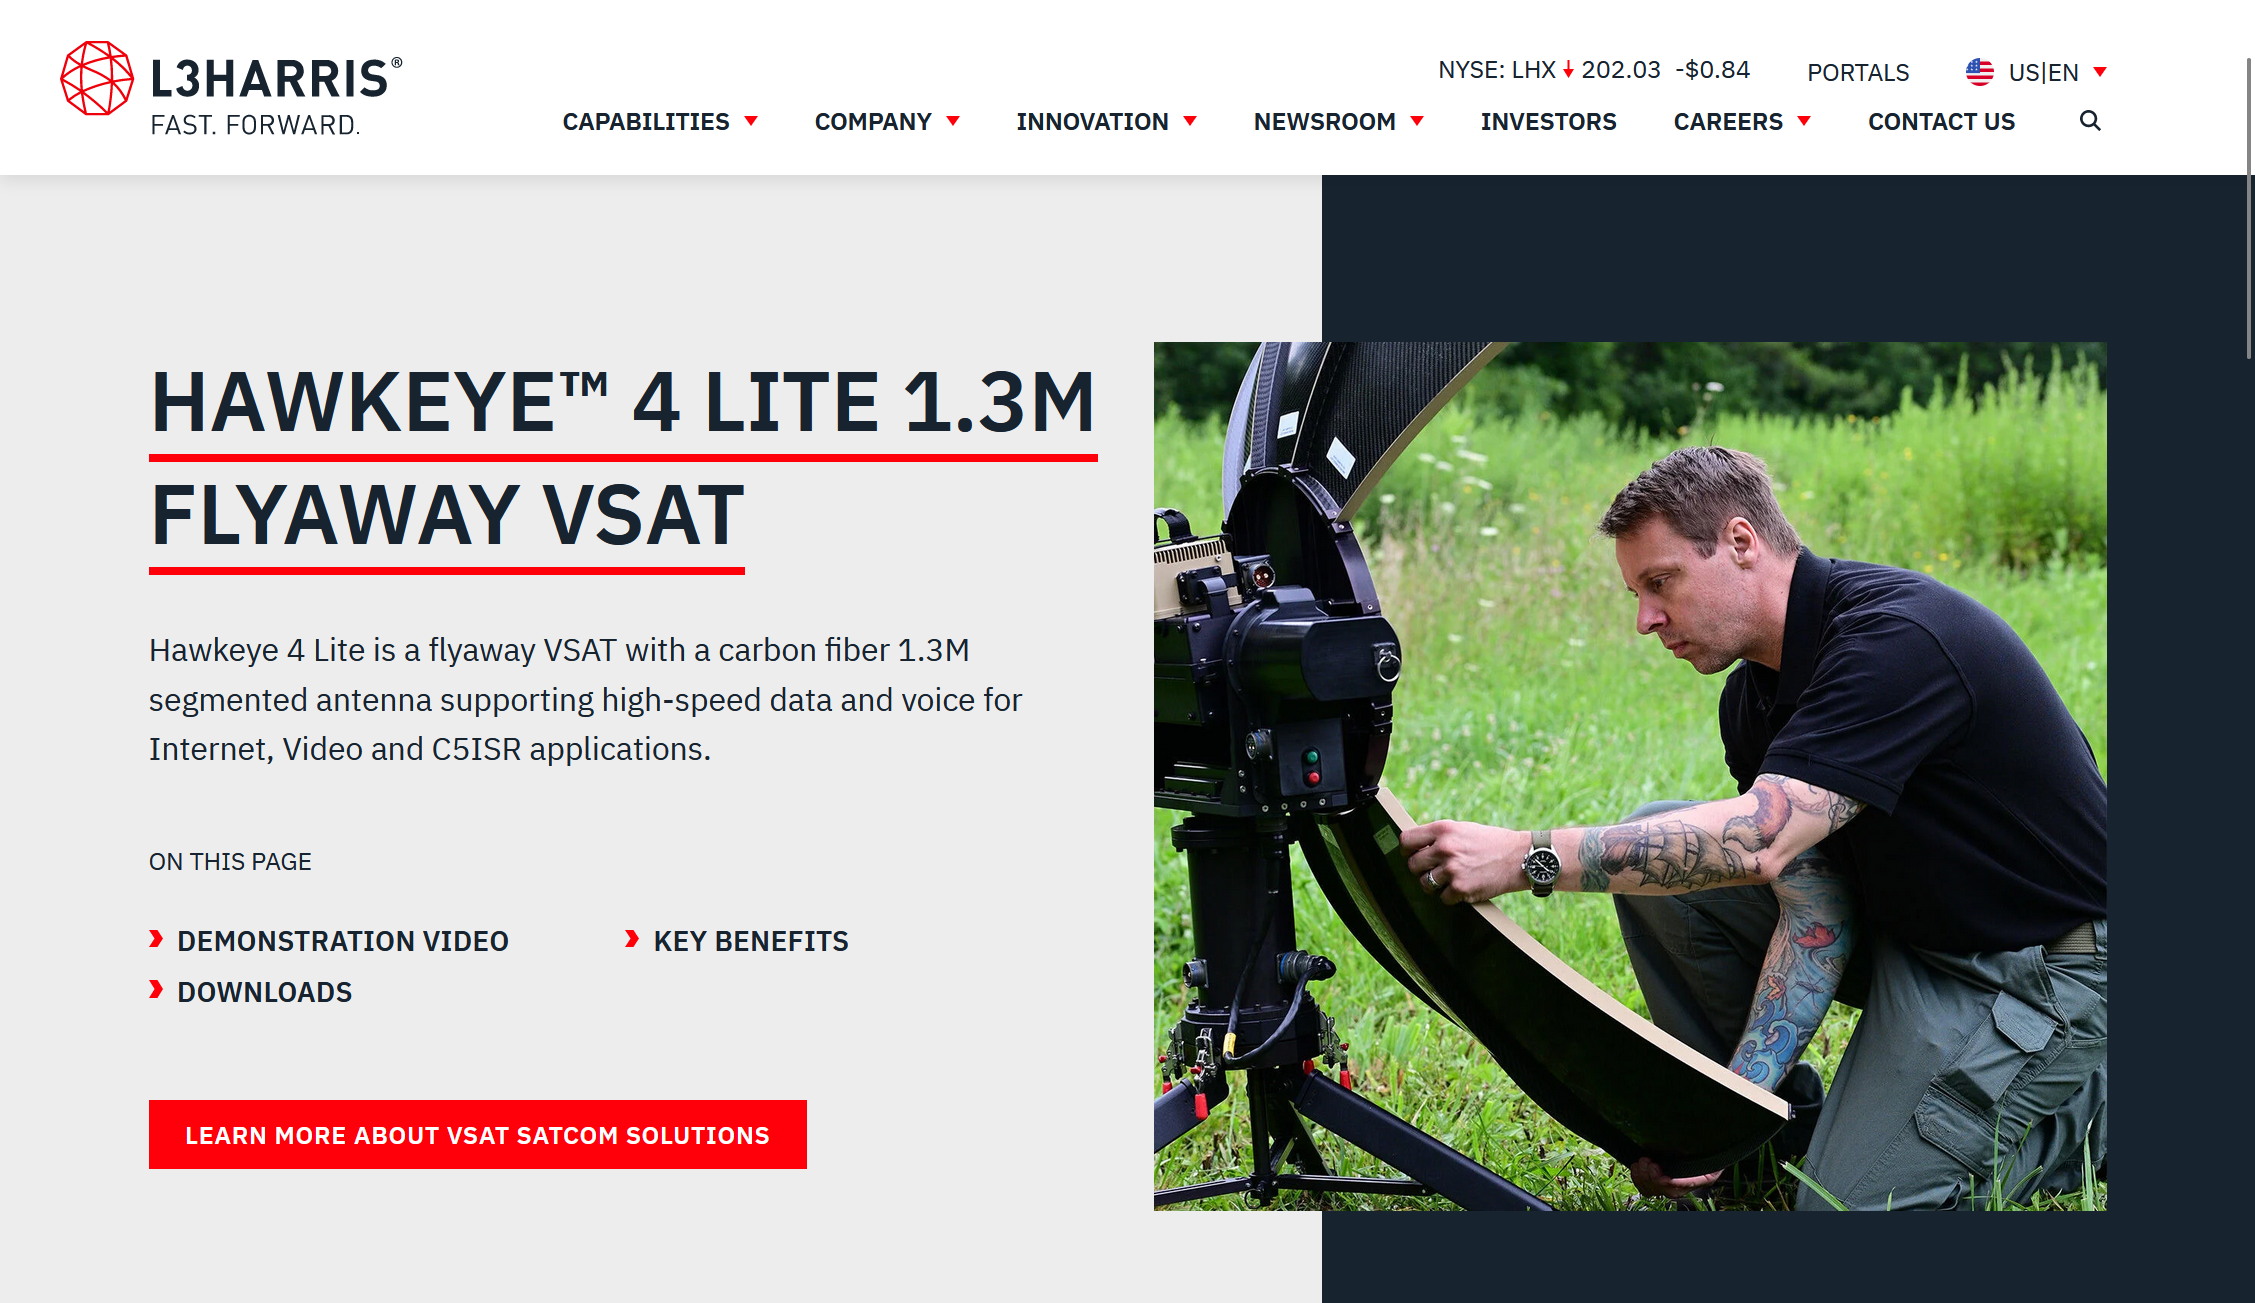 L3HARRIS®
FAST. FORWARD.
NYSE: LHX 202.03 -$0.84 PORTALS US|EN
CAPABILITIES COMPANY INNOVATION NEWSROOM INVESTORS CAREERS CONTACT US
HAWKEYE™ 4 LITE 1.3M
FLYAWAY VSAT
Hawkeye 4 Lite is a flyaway VSAT with a carbon fiber 1.3M
segmented antenna supporting high-speed data and voice for
Internet, Video and C5ISR applications.
ON THIS PAGE
DEMONSTRATION VIDEO KEY BENEFITS
DOWNLOADS
LEARN MORE ABOUT VSAT SATCOM SOLUTIONS